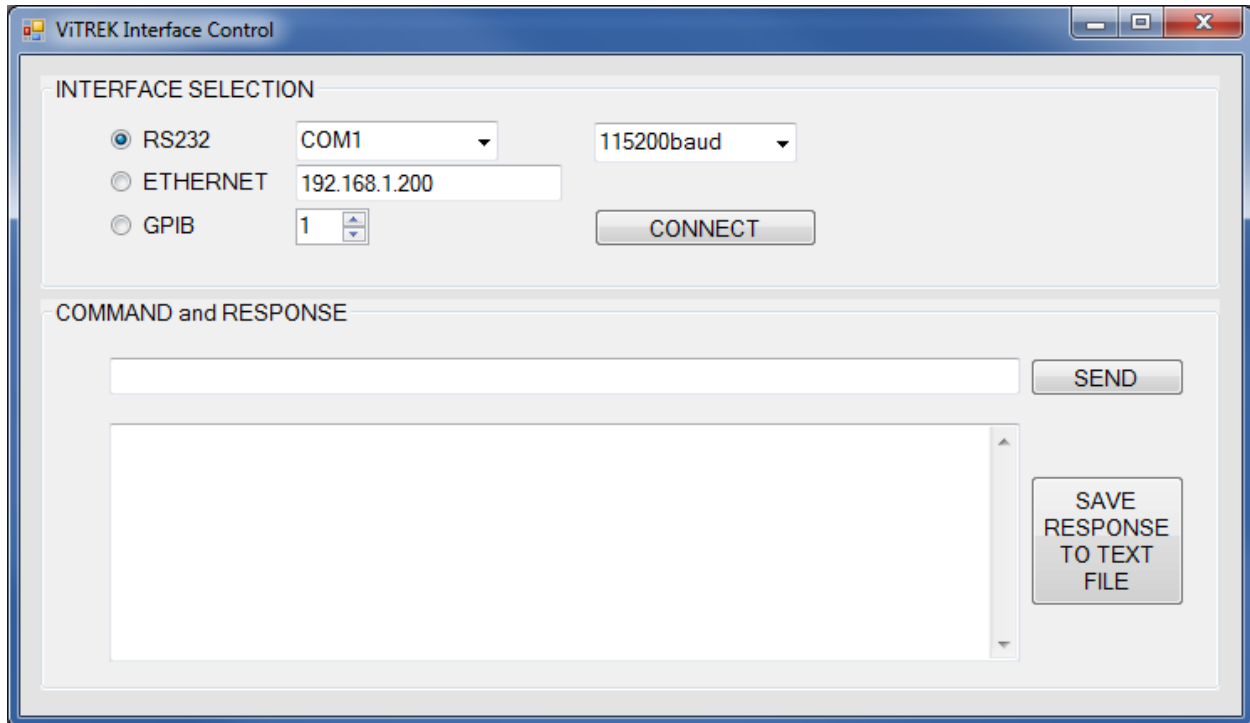 ViTREK Interface Control
INTERFACE SELECTION
RS232 COM1 115200baud
ETHERNET 192.168.1.200
GPIB 1 CONNECT
COMMAND and RESPONSE
SEND
SAVE
RESPONSE
TO TEXT
FILE